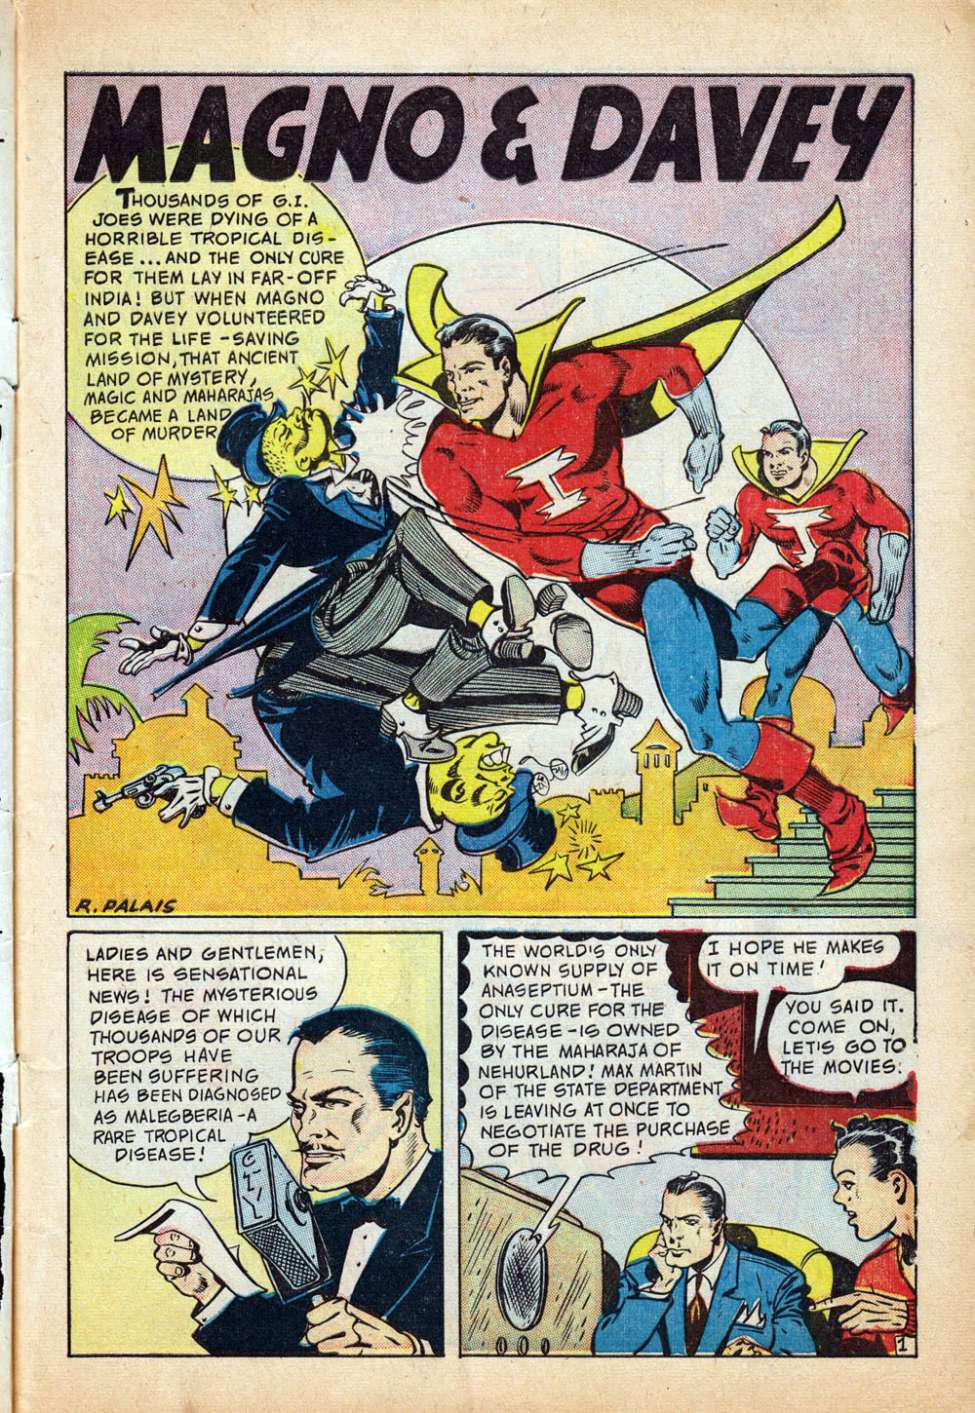 MAGNO & DAVEY
THOUSANDS OF G.I.
JOES WERE DYING OF A
HORRIBLE TROPICAL DIS-
EASE...AND THE ONLY CURE
FOR THEM LAY IN FAR-OFF
INDIA! BUT WHEN MAGNO
AND DAVEY VOLUNTEERED
FOR THE LIFE-SAVING
MISSION, THAT ANCIENT
LAND OF MYSTERY,
MAGIC AND MAHARAJAS
BECAME A LAND
OF MURDER
I
T
R. PALAIS
LADIES AND GENTLEMEN,
HERE IS SENSATIONAL
NEWS! THE MYSTERIOUS
DISEASE OF WHICH
THOUSANDS OF OUR
TROOPS HAVE
BEEN SUFFERING
HAS BEEN DIAGNOSED
AS MALEGBERIA-A
RARE TROPICAL
DISEASE!
THE WORLD'S ONLY
KNOWN SUPPLY OF
ANASEPTIUM-THE
ONLY CURE FOR THE
DISEASE-IS OWNED
BY THE MAHARAJA OF
NEHURLAND! MAX MARTIN
OF THE STATE DEPARTMENT
IS LEAVING AT ONCE TO
NEGOTIATE THE PURCHASE
OF THE DRUG!
I HOPE HE MAKES
IT ON TIME!
YOU SAID IT.
COME ON,
LET'S GO TO
THE MOVIES.
1